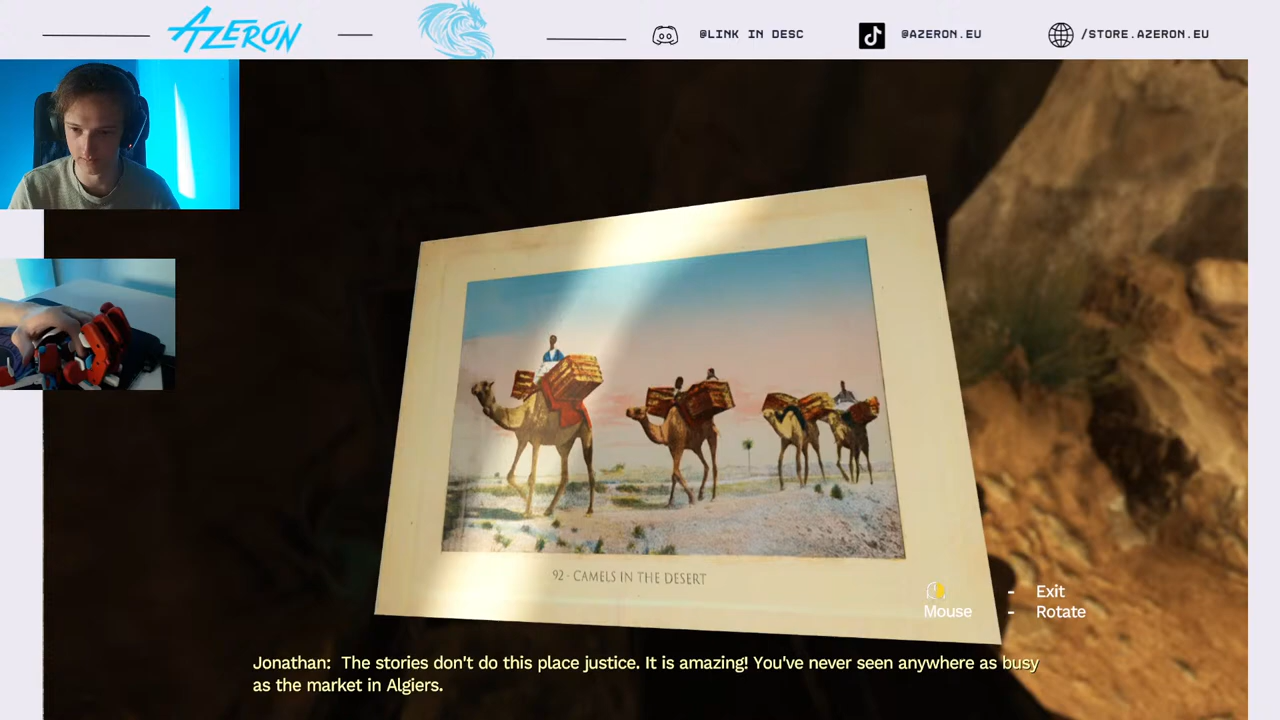 AZERON
@LINK IN DESC
@AZERON.EU
/STORE.AZERON.EU
92 - CAMELS IN THE DESERT
- Exit
Mouse - Rotate
Jonathan: The stories don't do this place justice. It is amazing! You've never seen anywhere as busy
as the market in Algiers.